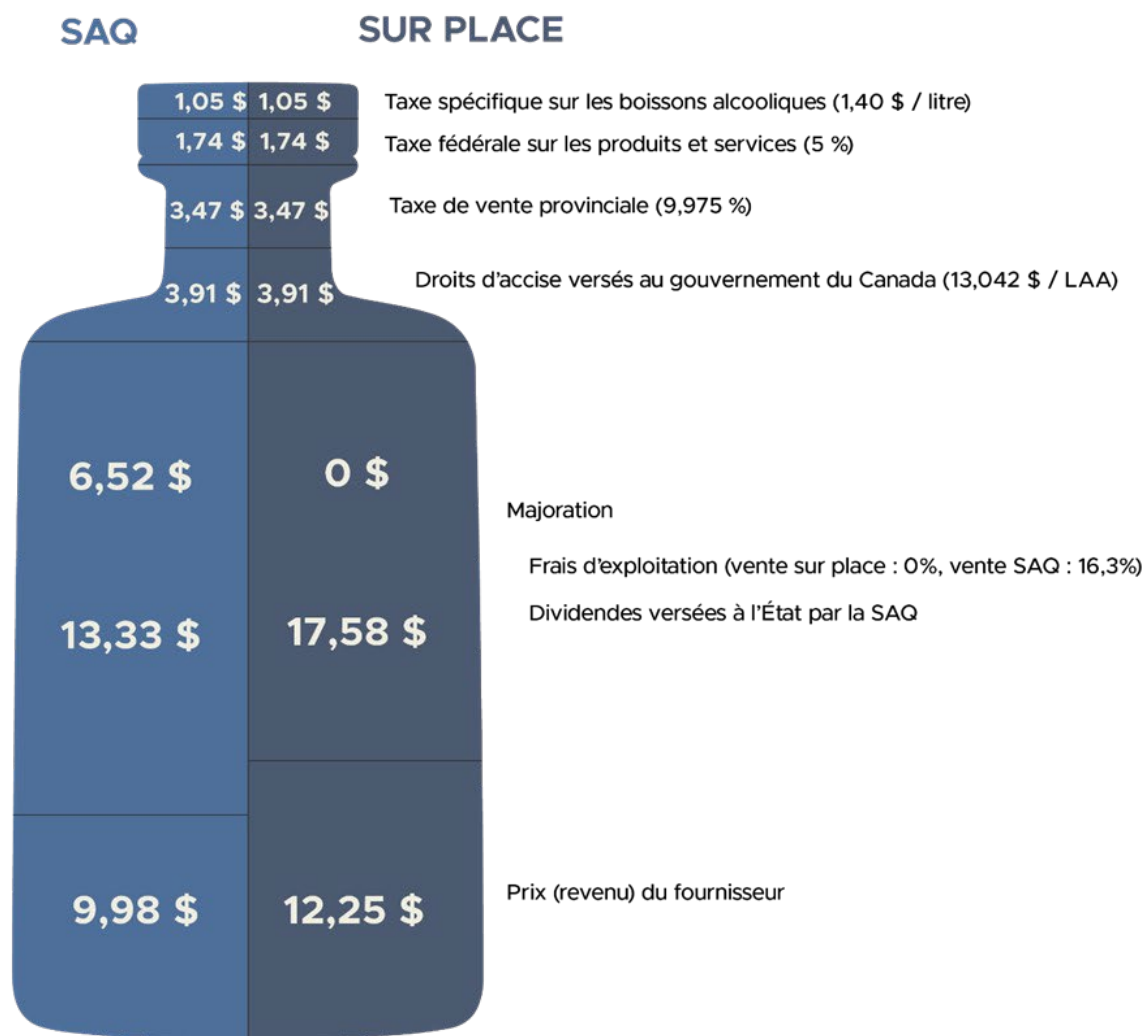 SAQ SUR PLACE
1,05 $ 1,05 $ Taxe spécifique sur les boissons alcooliques (1,40 $ / litre)
1,74 $ 1,74 $ Taxe fédérale sur les produits et services (5 %)
3,47 $ 3,47 $ Taxe de vente provinciale (9,975 %)
3,91 $ 3,91 $ Droits d’accise versés au gouvernement du Canada (13,042 $ / LAA)
6,52 $ 0 $
Majoration
Frais d’exploitation (vente sur place : 0%, vente SAQ : 16,3%)
13,33 $ 17,58 $ Dividendes versées à l’État par la SAQ
9,98 $ 12,25 $ Prix (revenu) du fournisseur